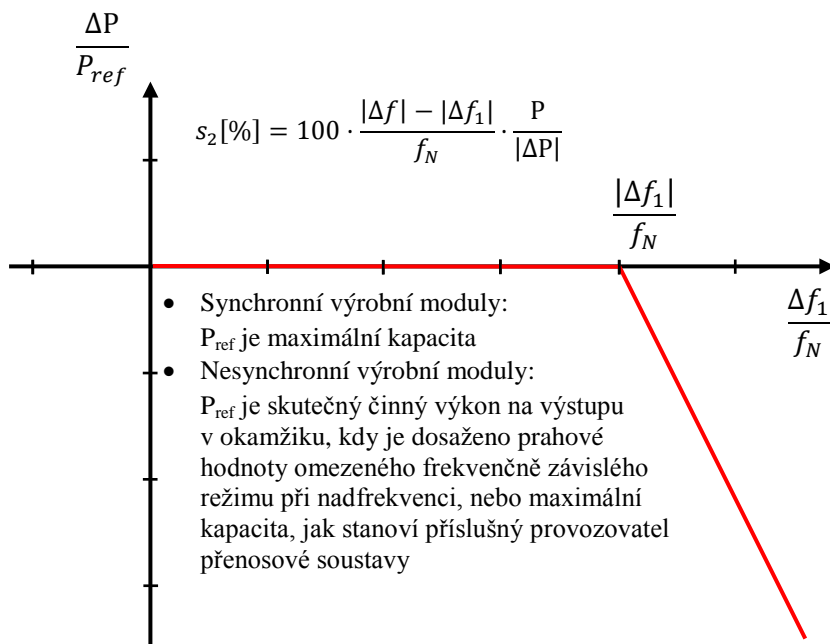 ΔP
P_ref
s₂[%] = 100 · (|Δf| − |Δf₁|)/f_N · P/|ΔP|
|Δf₁|
f_N
Δf₁
f_N
• Synchronní výrobní moduly:
P_ref je maximální kapacita
• Nesynchronní výrobní moduly:
P_ref je skutečný činný výkon na výstupu
v okamžiku, kdy je dosaženo prahové
hodnoty omezeného frekvenčně závislého
režimu při nadfrekvenci, nebo maximální
kapacita, jak stanoví příslušný provozovatel
přenosové soustavy